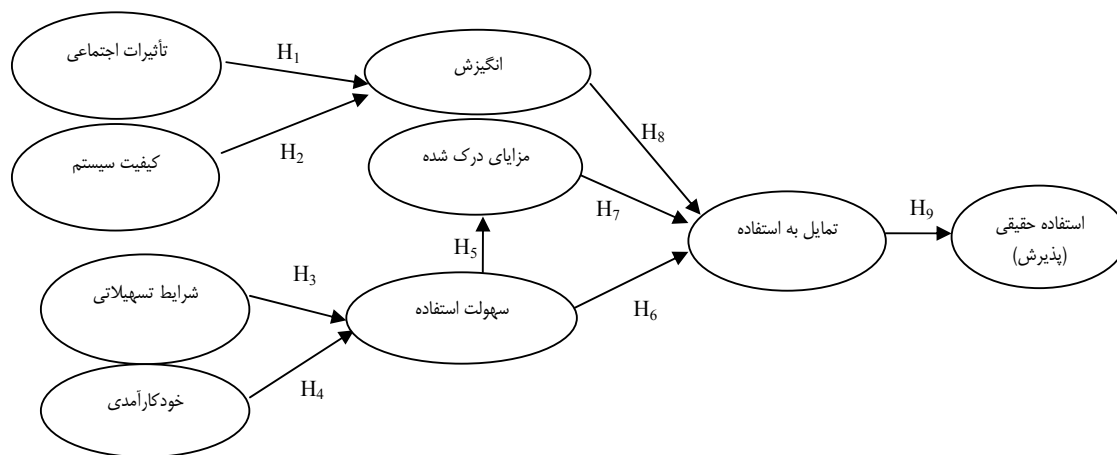 تأثیرات اجتماعی
H1
انگیزش
کیفیت سیستم
H2
مزایای درک شده
H8
H7
تمایل به استفاده
H9
استفاده حقیقی
(پذیرش)
شرایط تسهیلاتی
H3
H5
سهولت استفاده
H6
خودکارآمدی
H4